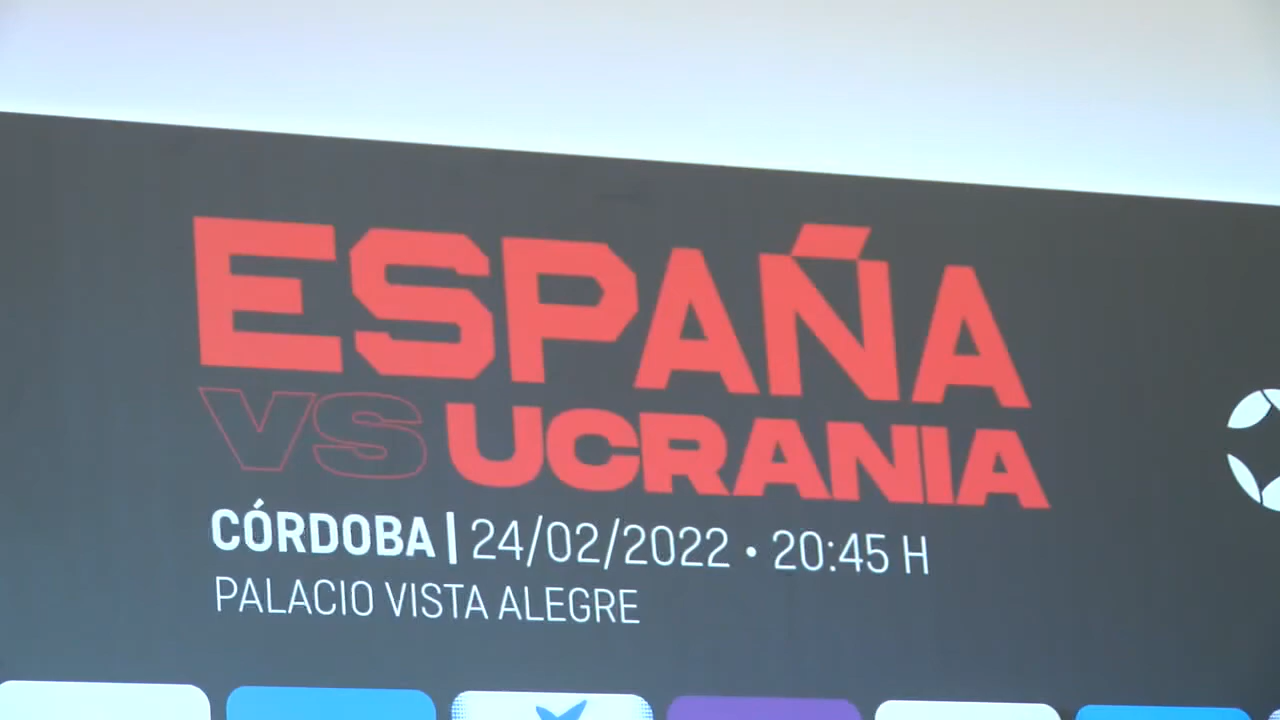 ESPAÑA
VS UCRANIA
CÓRDOBA | 24/02/2022 • 20:45 H
PALACIO VISTA ALEGRE